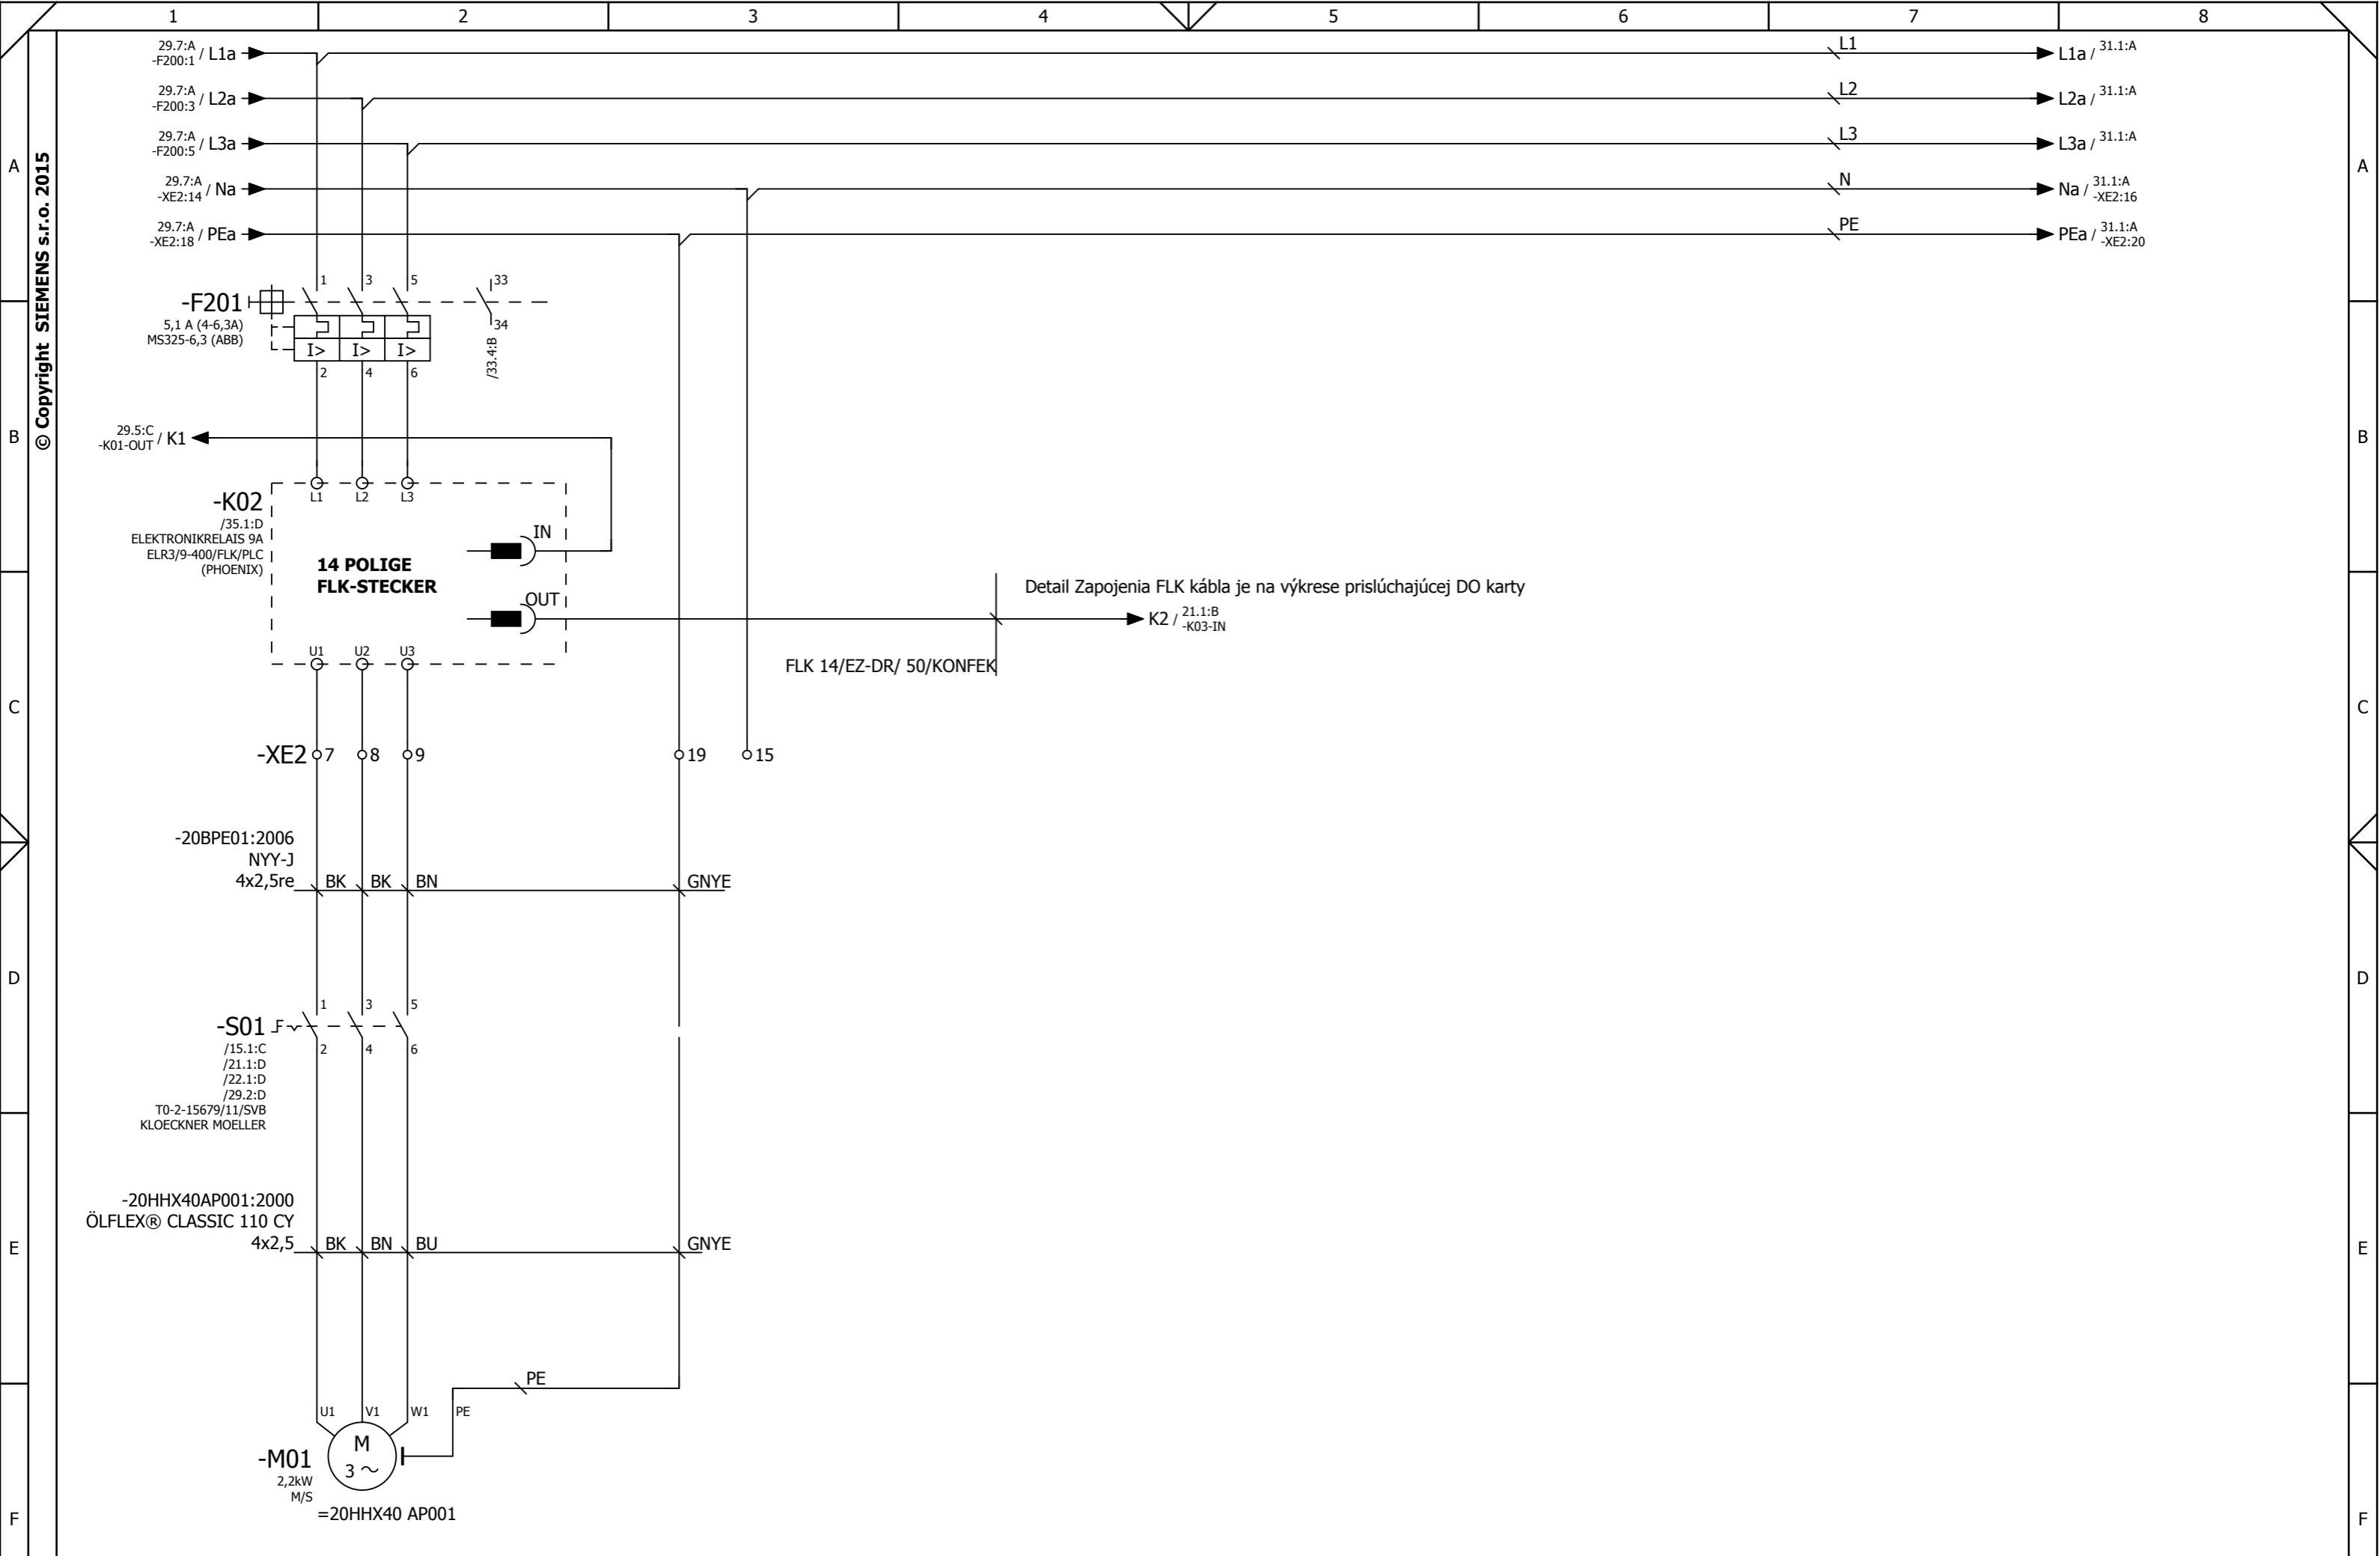 1 2 3 4 5 6 7 8
A
B
C
D
E
F
A
B
C
D
E
F
© Copyright SIEMENS s.r.o. 2015
29.7:A
-F200:1 / L1a
L1
L1a / 31.1:A
29.7:A
-F200:3 / L2a
L2
L2a / 31.1:A
29.7:A
-F200:5 / L3a
L3
L3a / 31.1:A
29.7:A
-XE2:14 / Na
N
Na / 31.1:A
-XE2:16
29.7:A
-XE2:18 / PEa
PE
PEa / 31.1:A
-XE2:20
1 3 5 33
-F201
5,1 A (4-6,3A)
MS325-6,3 (ABB)
I> I> I>
34
2 4 6
/33.4:B
29.5:C
-K01-OUT / K1
-K02
/35.1:D
ELEKTRONIKRELAIS 9A
ELR3/9-400/FLK/PLC
(PHOENIX)
L1 L2 L3
IN
14 POLIGE
FLK-STECKER
OUT
U1 U2 U3
Detail Zapojenia FLK kábla je na výkrese prislúchajúcej DO karty
K2 / 21.1:B
-K03-IN
FLK 14/EZ-DR/ 50/KONFEK
-XE2 7 8 9 19 15
-20BPE01:2006
NYY-J
4x2,5re BK BK BN GNYE
1 3 5
-S01
2 4 6
/15.1:C
/21.1:D
/22.1:D
/29.2:D
T0-2-15679/11/SVB
KLOECKNER MOELLER
-20HHX40AP001:2000
ÖLFLEX® CLASSIC 110 CY
4x2,5 BK BN BU GNYE
PE
U1 V1 W1 PE
-M01
2,2kW
M/S
M
3 ~
=20HHX40 AP001